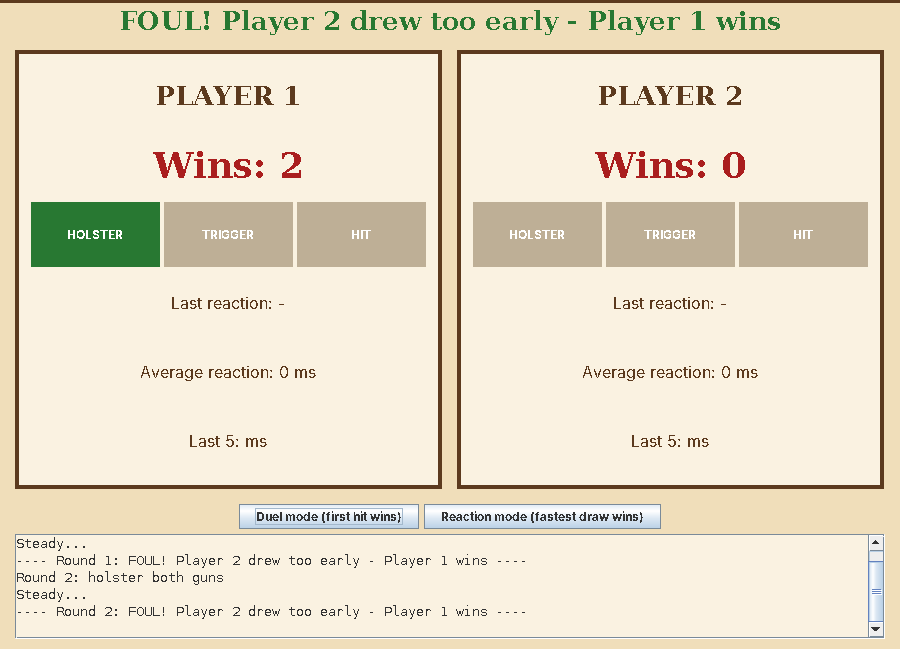 FOUL! Player 2 drew too early - Player 1 wins
PLAYER 1
Wins: 2
HOLSTER TRIGGER HIT
Last reaction: -
Average reaction: 0 ms
Last 5: ms
PLAYER 2
Wins: 0
HOLSTER TRIGGER HIT
Last reaction: -
Average reaction: 0 ms
Last 5: ms
Duel mode (first hit wins) Reaction mode (fastest draw wins)
Steady...
---- Round 1: FOUL! Player 2 drew too early - Player 1 wins ----
Round 2: holster both guns
Steady...
---- Round 2: FOUL! Player 2 drew too early - Player 1 wins ----